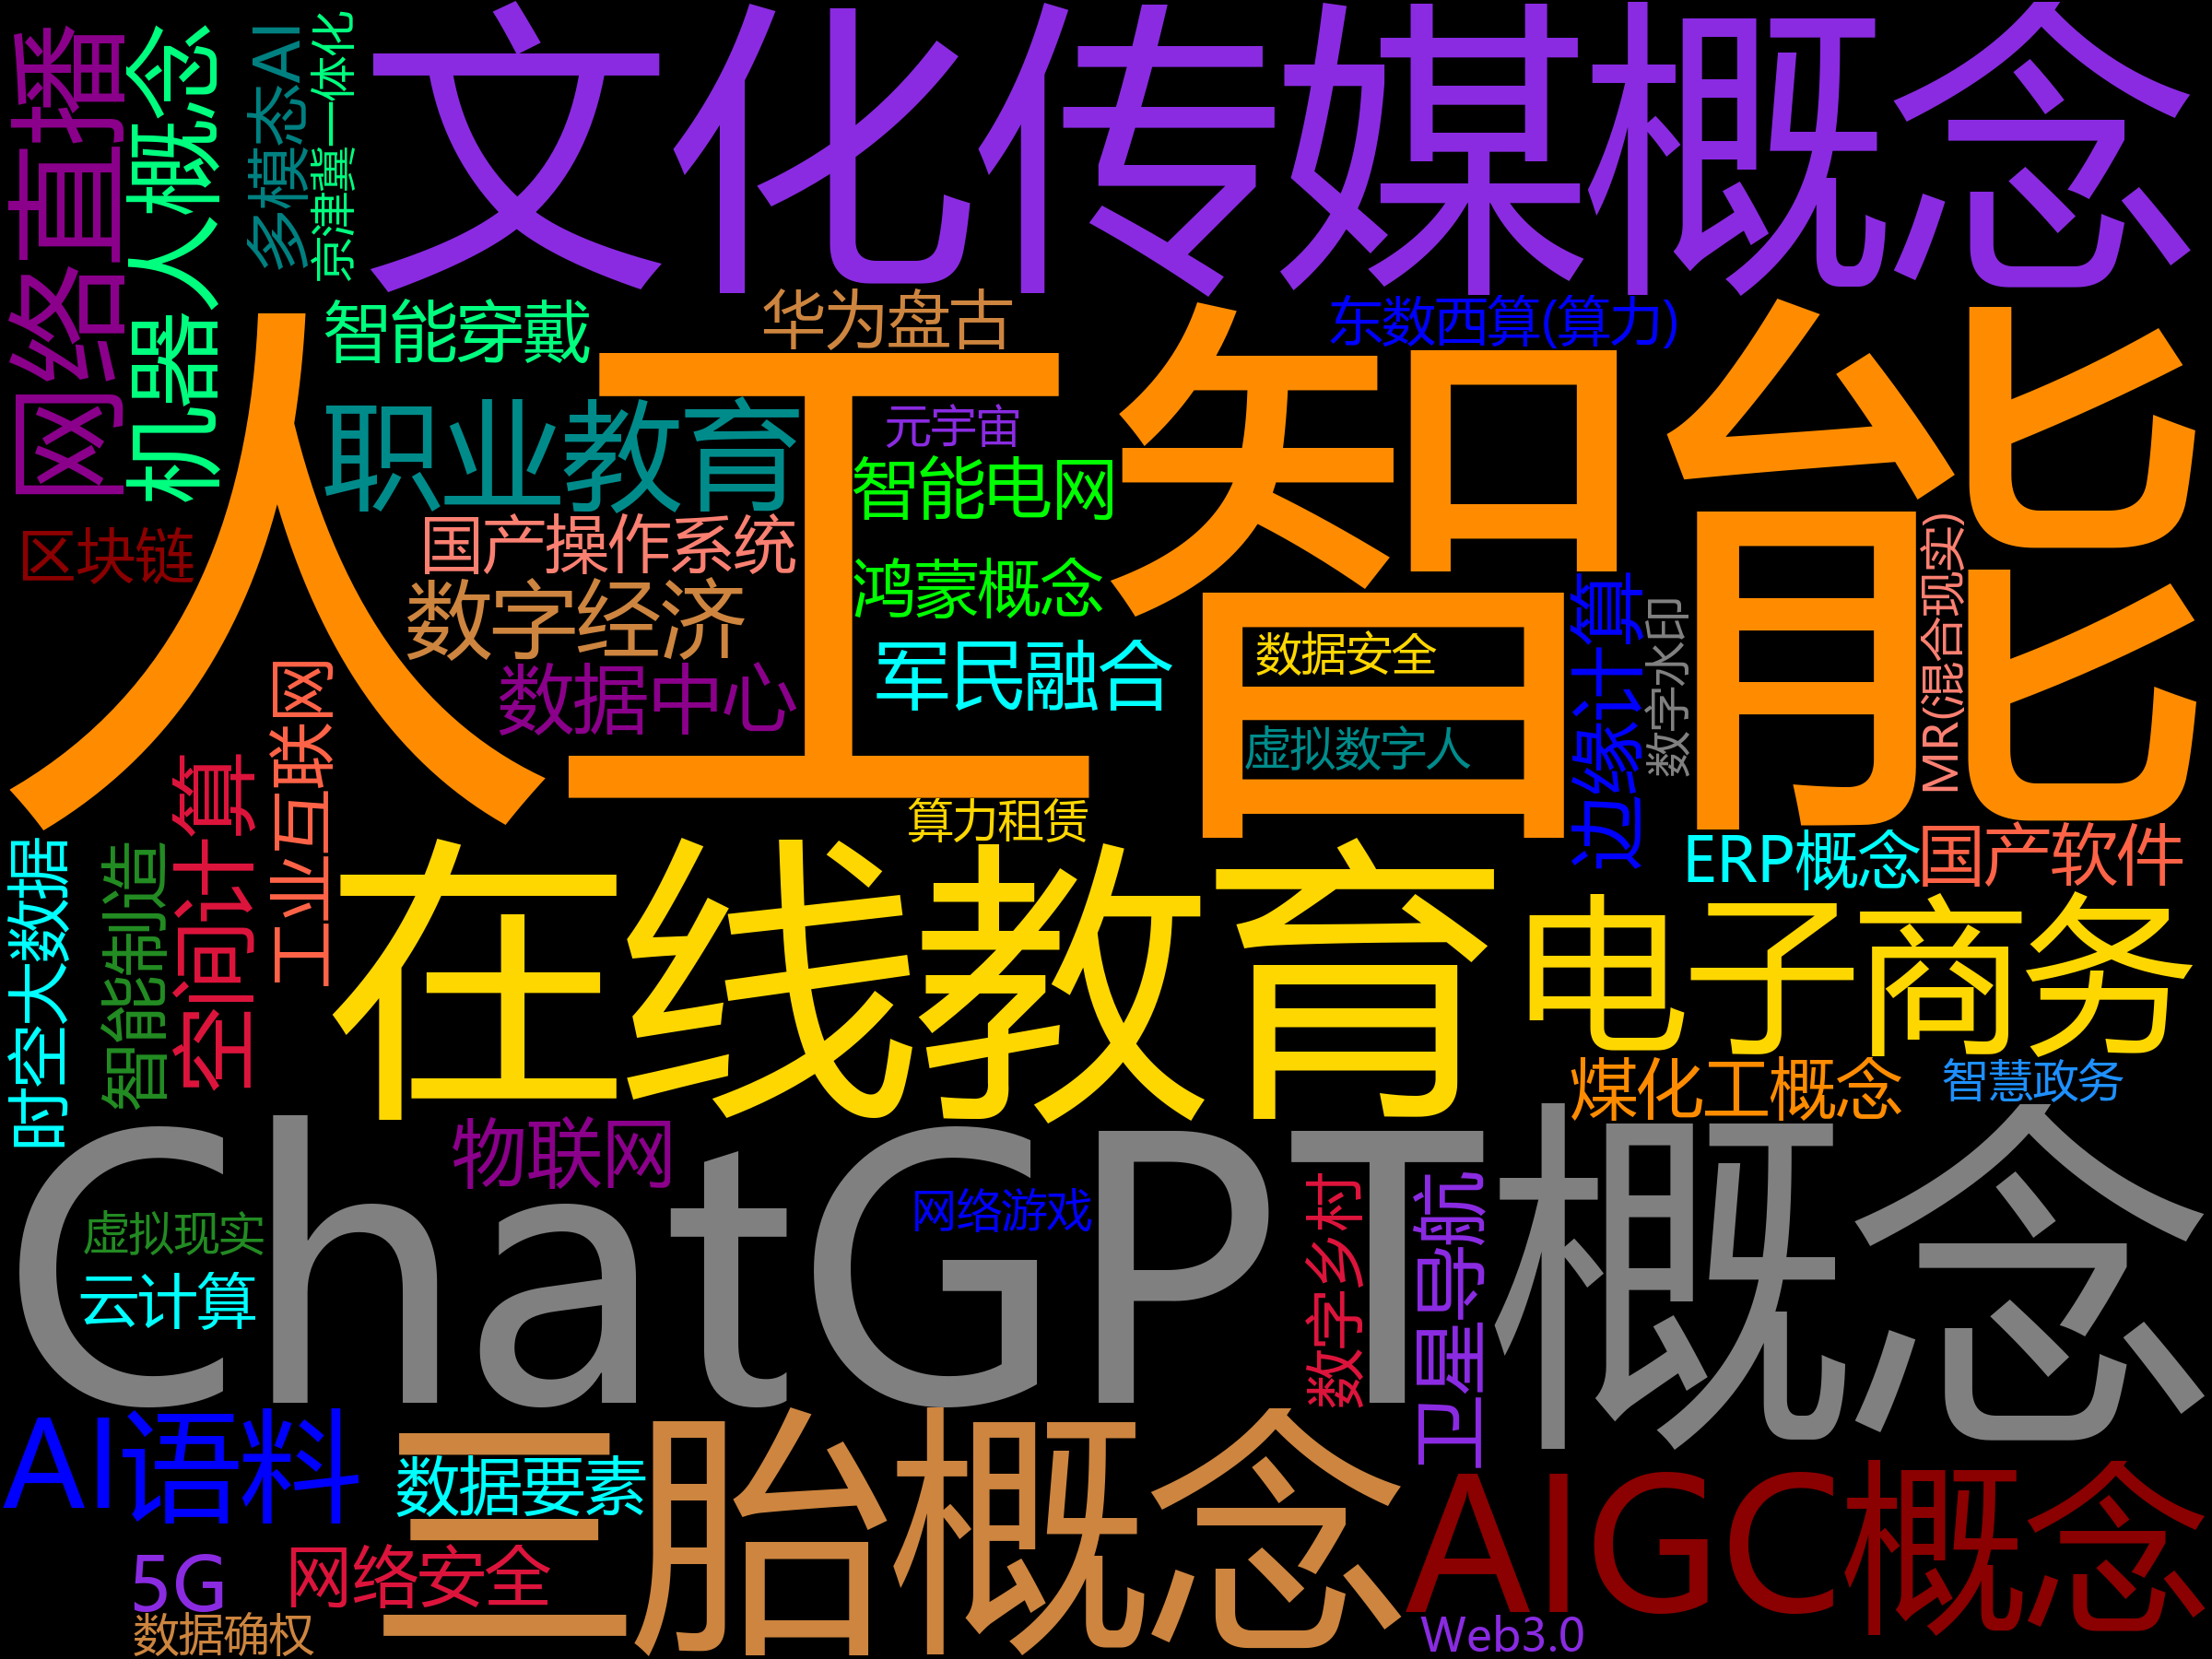 文化传媒概念
网络直播
机器人概念
多模态AI
京津冀一体化
人工智能
智能穿戴
华为盘古
东数西算(算力)
职业教育
元宇宙
智能电网
国产操作系统
区块链
鸿蒙概念
数字经济
军民融合
数据安全
数据中心
虚拟数字人
边缘计算
数字水印
MR(混合现实)
工业互联网
空间计算
智能制造
时空大数据
算力租赁
ERP概念
国产软件
在线教育
电子商务
煤化工概念
智慧政务
ChatGPT概念
物联网
网络游戏
虚拟现实
云计算
数字乡村
卫星导航
AI语料
三胎概念
数据要素
AIGC概念
5G
网络安全
数据确权
Web3.0